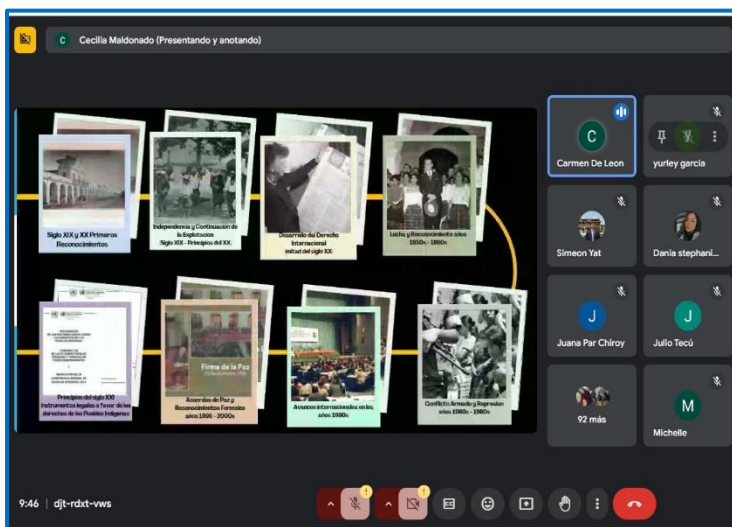 C Cecilia Maldonado (Presentando y anotando)
Siglo XIX y XX Primeros
Reconocimientos
Independencia y Continuación de
la Explotación
Siglo XIX - Principios del XX
Desarrollo del Derecho
Internacional
mitad del siglo XX
Lucha y Reconocimiento años
1950s - 1960s
Principios del siglo XXI
Instrumentos legales a favor de los
derechos de los Pueblos Indígenas
Firma de la Paz
Acuerdos de Paz y
Reconocimientos Formales
años 1996 - 2000s
Avances internacionales en los
años 1990s
Conflicto Armado y Represion
años 1960s - 1980s
C
Carmen De Leon
yurley garcia
Simeon Yat
Dania stephani...
J
Juana Par Chiroy
J
Julio Tecú
92 más
M
Michelle
9:46 | djt-rdxt-vws